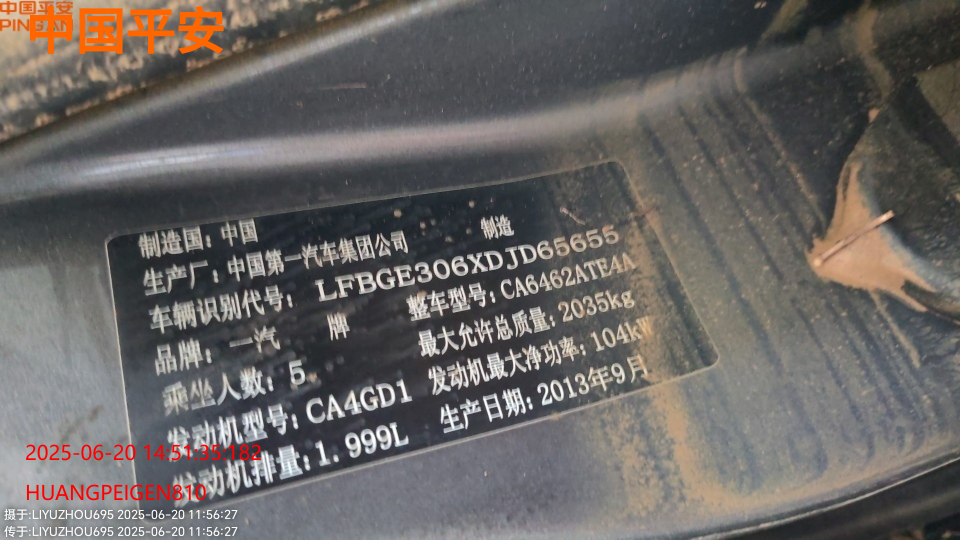 中国平安
PING AN
中国平安
制造国：中国
生产厂：中国第一汽车集团公司 制造
车辆识别代号：LFBGE306XDJD65655
品牌：一汽 牌 整车型号：CA6462ATE4A
乘坐人数：5 最大允许总质量：2035kg
发动机型号：CA4GD1 发动机最大净功率：104kW
发动机排量：1.999L 生产日期：2013年9月
2025-06-20 14:51:35:182
HUANGPEIGEN810
摄于:LIYUZHOU695 2025-06-20 11:56:27
传于:LIYUZHOU695 2025-06-20 11:56:27